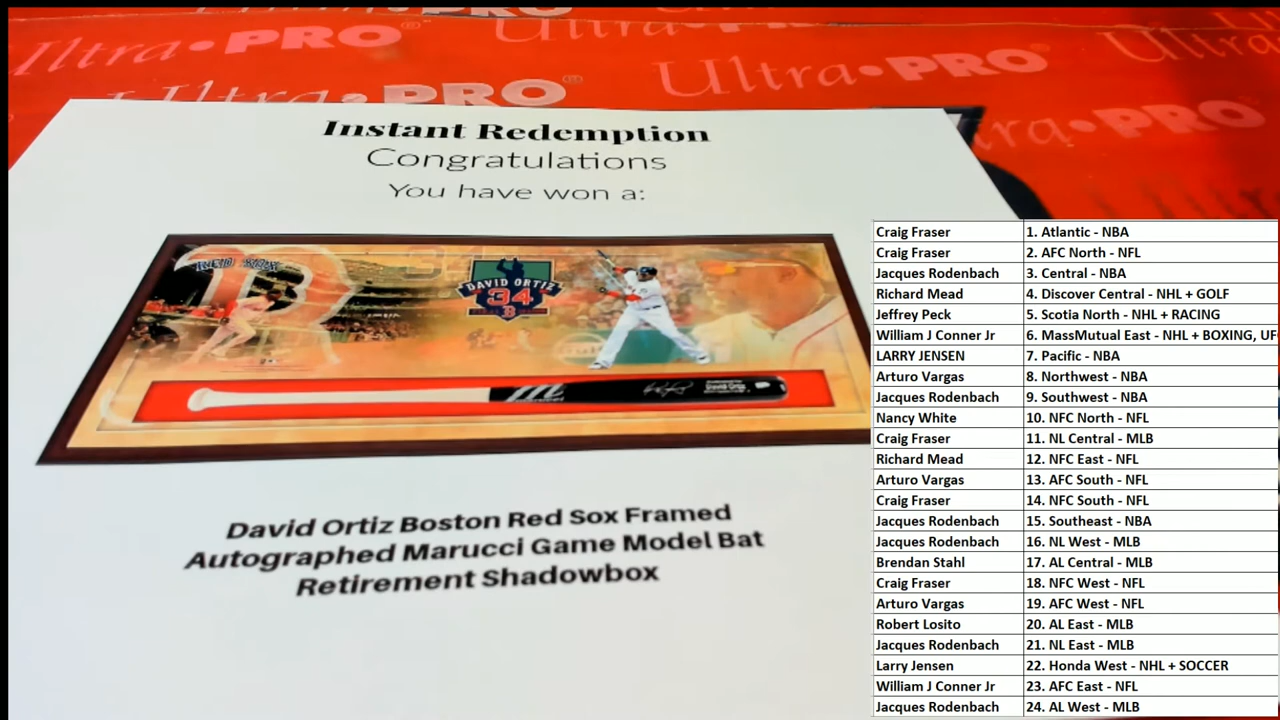 Ultra•PRO®
Ultra•PRO
Ultra•PRO®
Ultra•PRO®
Ultra
Ultra•PRO®
Instant Redemption
Congratulations
You have won a:
RED SOX
DAVID ORTIZ
34
B
David Ortiz
David Ortiz Boston Red Sox Framed
Autographed Marucci Game Model Bat
Retirement Shadowbox
Craig Fraser 1. Atlantic - NBA
Craig Fraser 2. AFC North - NFL
Jacques Rodenbach 3. Central - NBA
Richard Mead 4. Discover Central - NHL + GOLF
Jeffrey Peck 5. Scotia North - NHL + RACING
William J Conner Jr 6. MassMutual East - NHL + BOXING, UF
LARRY JENSEN 7. Pacific - NBA
Arturo Vargas 8. Northwest - NBA
Jacques Rodenbach 9. Southwest - NBA
Nancy White 10. NFC North - NFL
Craig Fraser 11. NL Central - MLB
Richard Mead 12. NFC East - NFL
Arturo Vargas 13. AFC South - NFL
Craig Fraser 14. NFC South - NFL
Jacques Rodenbach 15. Southeast - NBA
Jacques Rodenbach 16. NL West - MLB
Brendan Stahl 17. AL Central - MLB
Craig Fraser 18. NFC West - NFL
Arturo Vargas 19. AFC West - NFL
Robert Losito 20. AL East - MLB
Jacques Rodenbach 21. NL East - MLB
Larry Jensen 22. Honda West - NHL + SOCCER
William J Conner Jr 23. AFC East - NFL
Jacques Rodenbach 24. AL West - MLB